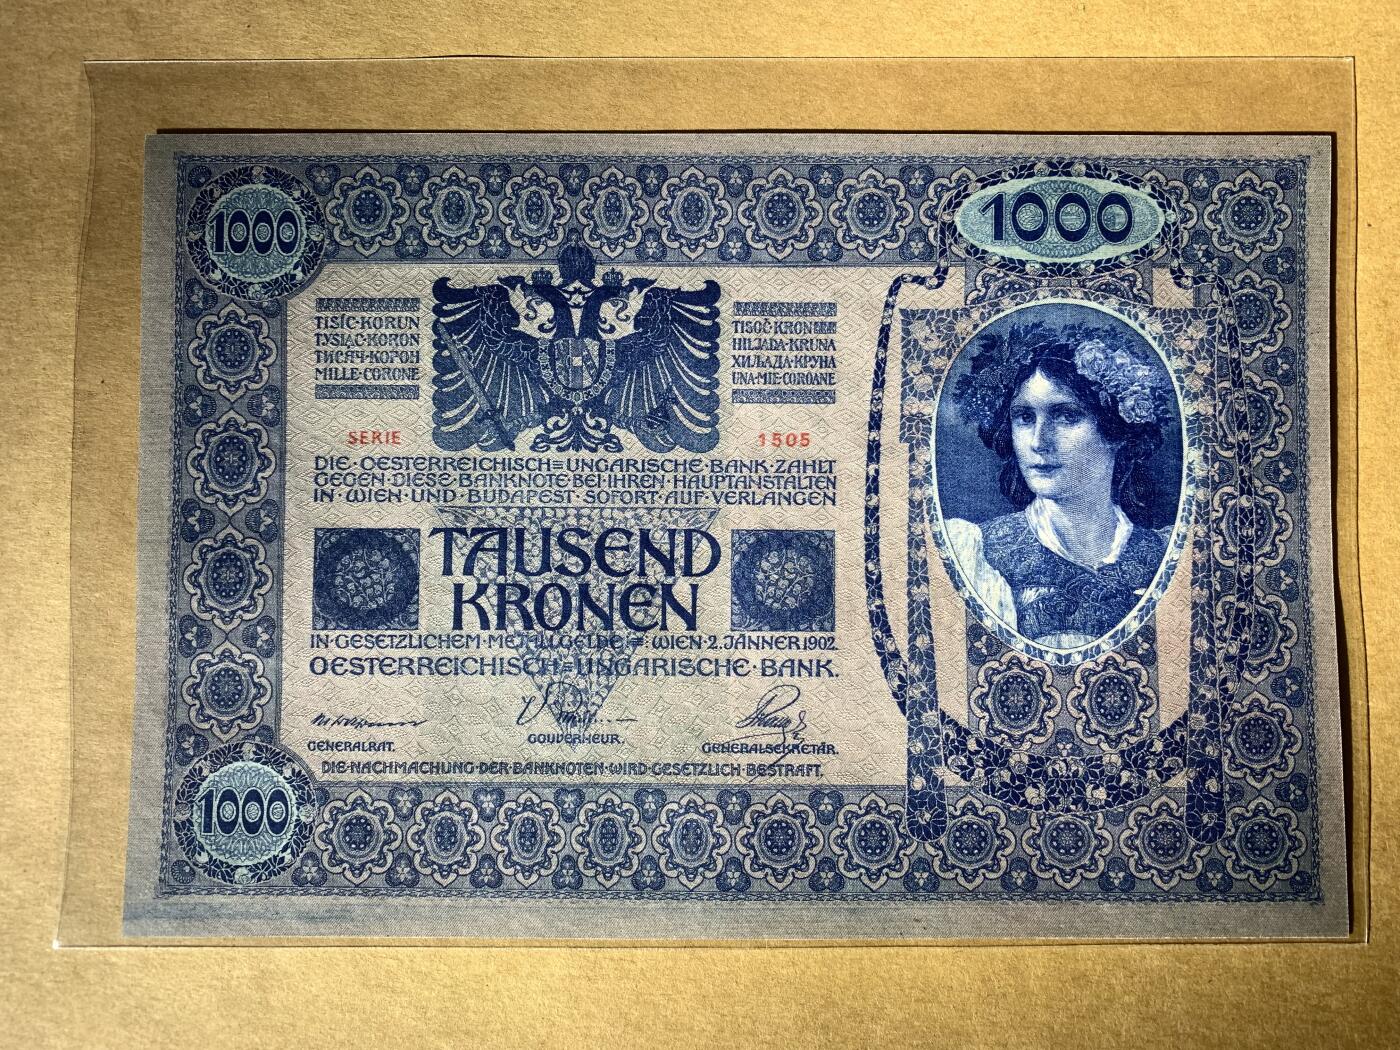 1000
1000
TISÍC·KORUN
TYSIĄC·KORON
ТИСЯЧ·КОРОН
MILLE·CORONE
TISOČ·KRON
HILJADA·KRUNA
ХИЉАДА·КРУНА
UNA·MIE·COROANE
SERIE
1505
DIE·OESTERREICHISCH=UNGARISCHE·BANK·ZAHLT
GEGEN·DIESE·BANKNOTE·BEI·IHREN·HAUPTANSTALTEN
IN·WIEN·UND·BUDAPEST·SOFORT·AUF·VERLANGEN
TAUSEND
KRONEN
IN·GESETZLICHEM·METALLGELDE=·WIEN·2.JÄNNER1902.
OESTERREICHISCH=UNGARISCHE·BANK.
GENERALRAT.
GOUVERNEUR.
GENERALSEKRETÄR.
DIE·NACHMACHUNG·DER·BANKNOTEN·WIRD·GESETZLICH·BESTRAFT.
1000